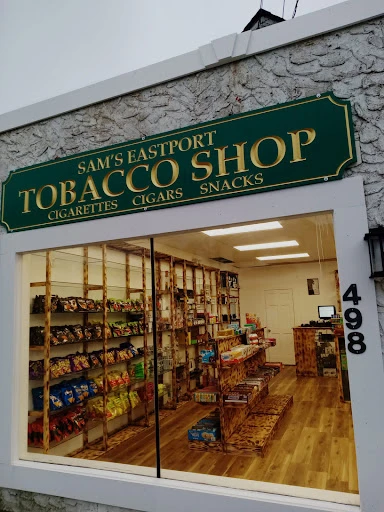 SAM'S EASTPORT
TOBACCO SHOP
CIGARETTES CIGARS SNACKS
498